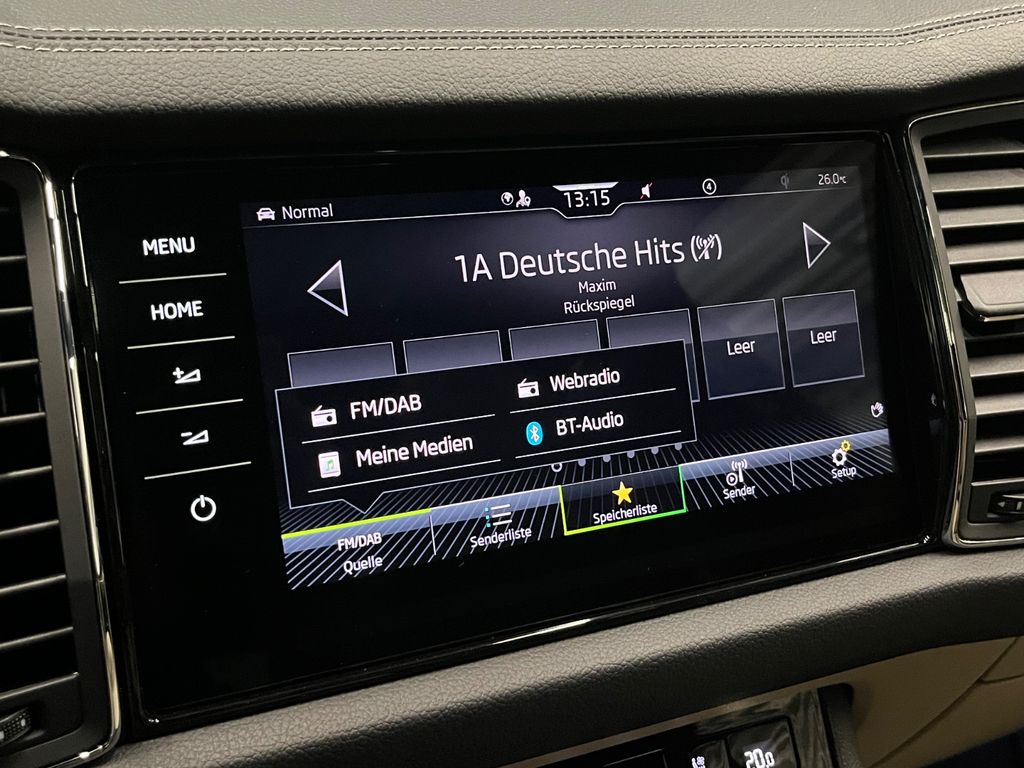 Normal
13:15
4
26.0°C
MENU
HOME
1A Deutsche Hits
Maxim
Rückspiegel
Leer
Leer
FM/DAB
Webradio
Meine Medien
BT-Audio
FM/DAB
Quelle
Senderliste
Speicherliste
Sender
Setup
20.0